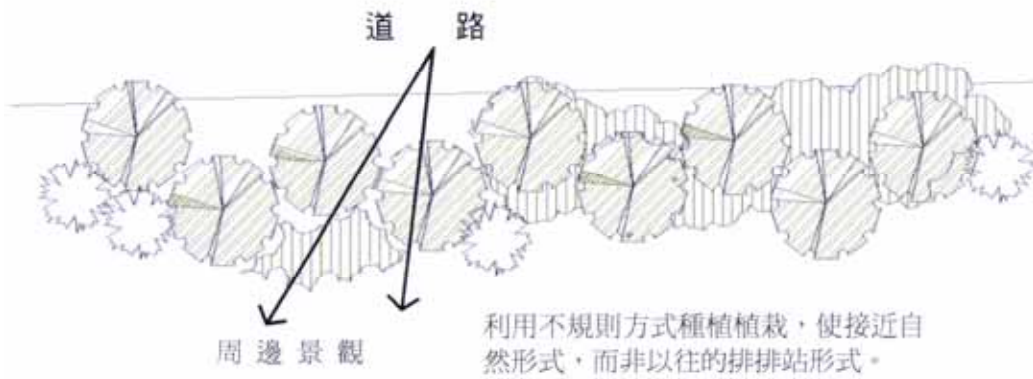 道 路
周 邊 景 觀
利用不規則方式種植植栽，使接近自
然形式，而非以往的排排站形式。